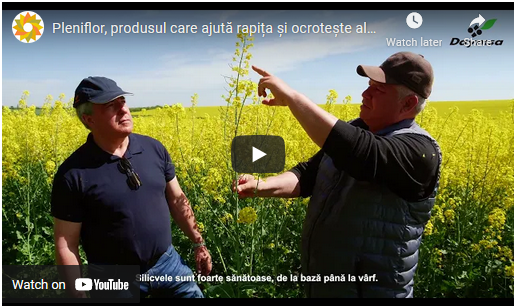 Pleniflor, produsul care ajută rapița și ocrotește al...
Watch later
Share
Silicvele sunt foarte sănătoase, de la bază până la vârf.
Watch on YouTube